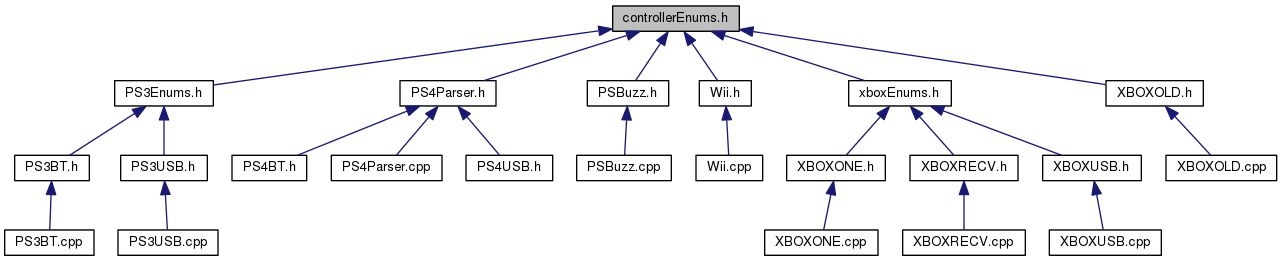 controllerEnums.h
PS3Enums.h
PS4Parser.h
PSBuzz.h
Wii.h
xboxEnums.h
XBOXOLD.h
PS3BT.h
PS3USB.h
PS4BT.h
PS4Parser.cpp
PS4USB.h
PSBuzz.cpp
Wii.cpp
XBOXONE.h
XBOXRECV.h
XBOXUSB.h
XBOXOLD.cpp
PS3BT.cpp
PS3USB.cpp
XBOXONE.cpp
XBOXRECV.cpp
XBOXUSB.cpp